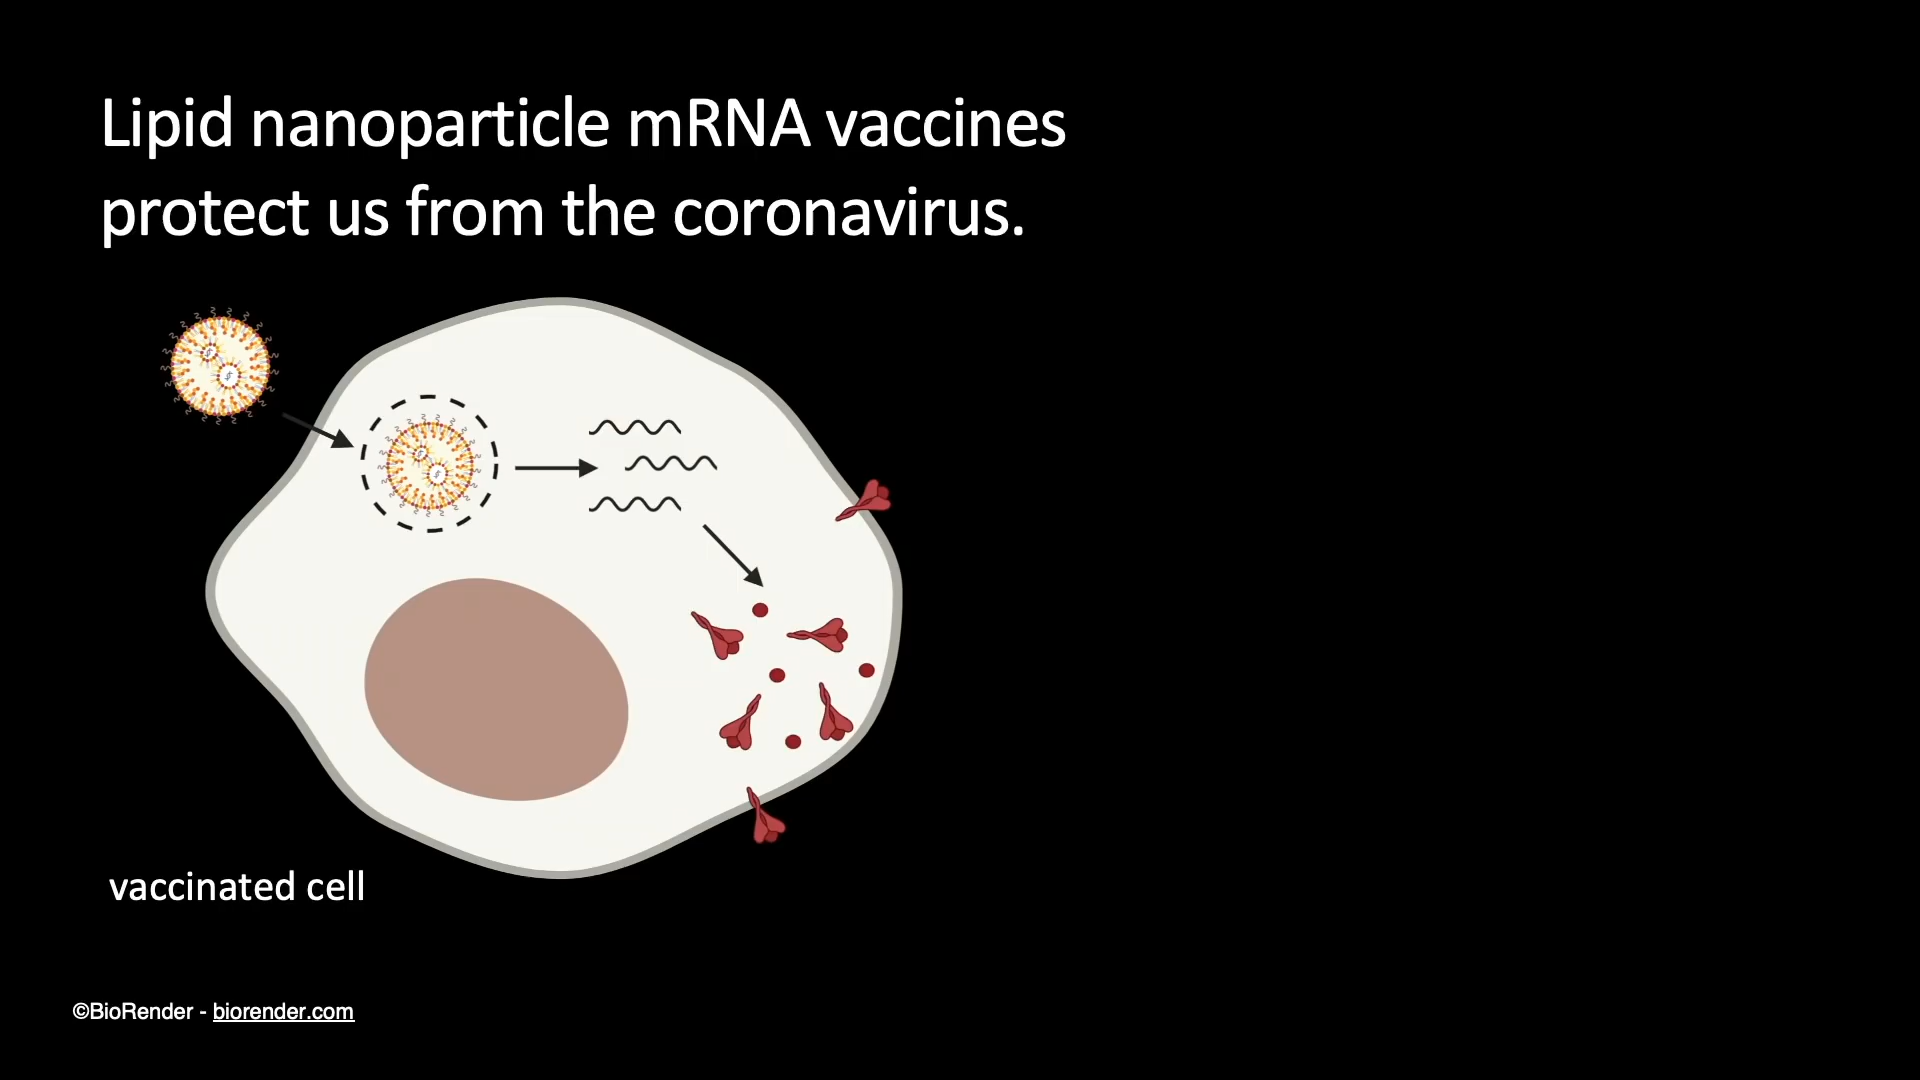 Lipid nanoparticle mRNA vaccines
protect us from the coronavirus.
vaccinated cell
©BioRender - biorender.com